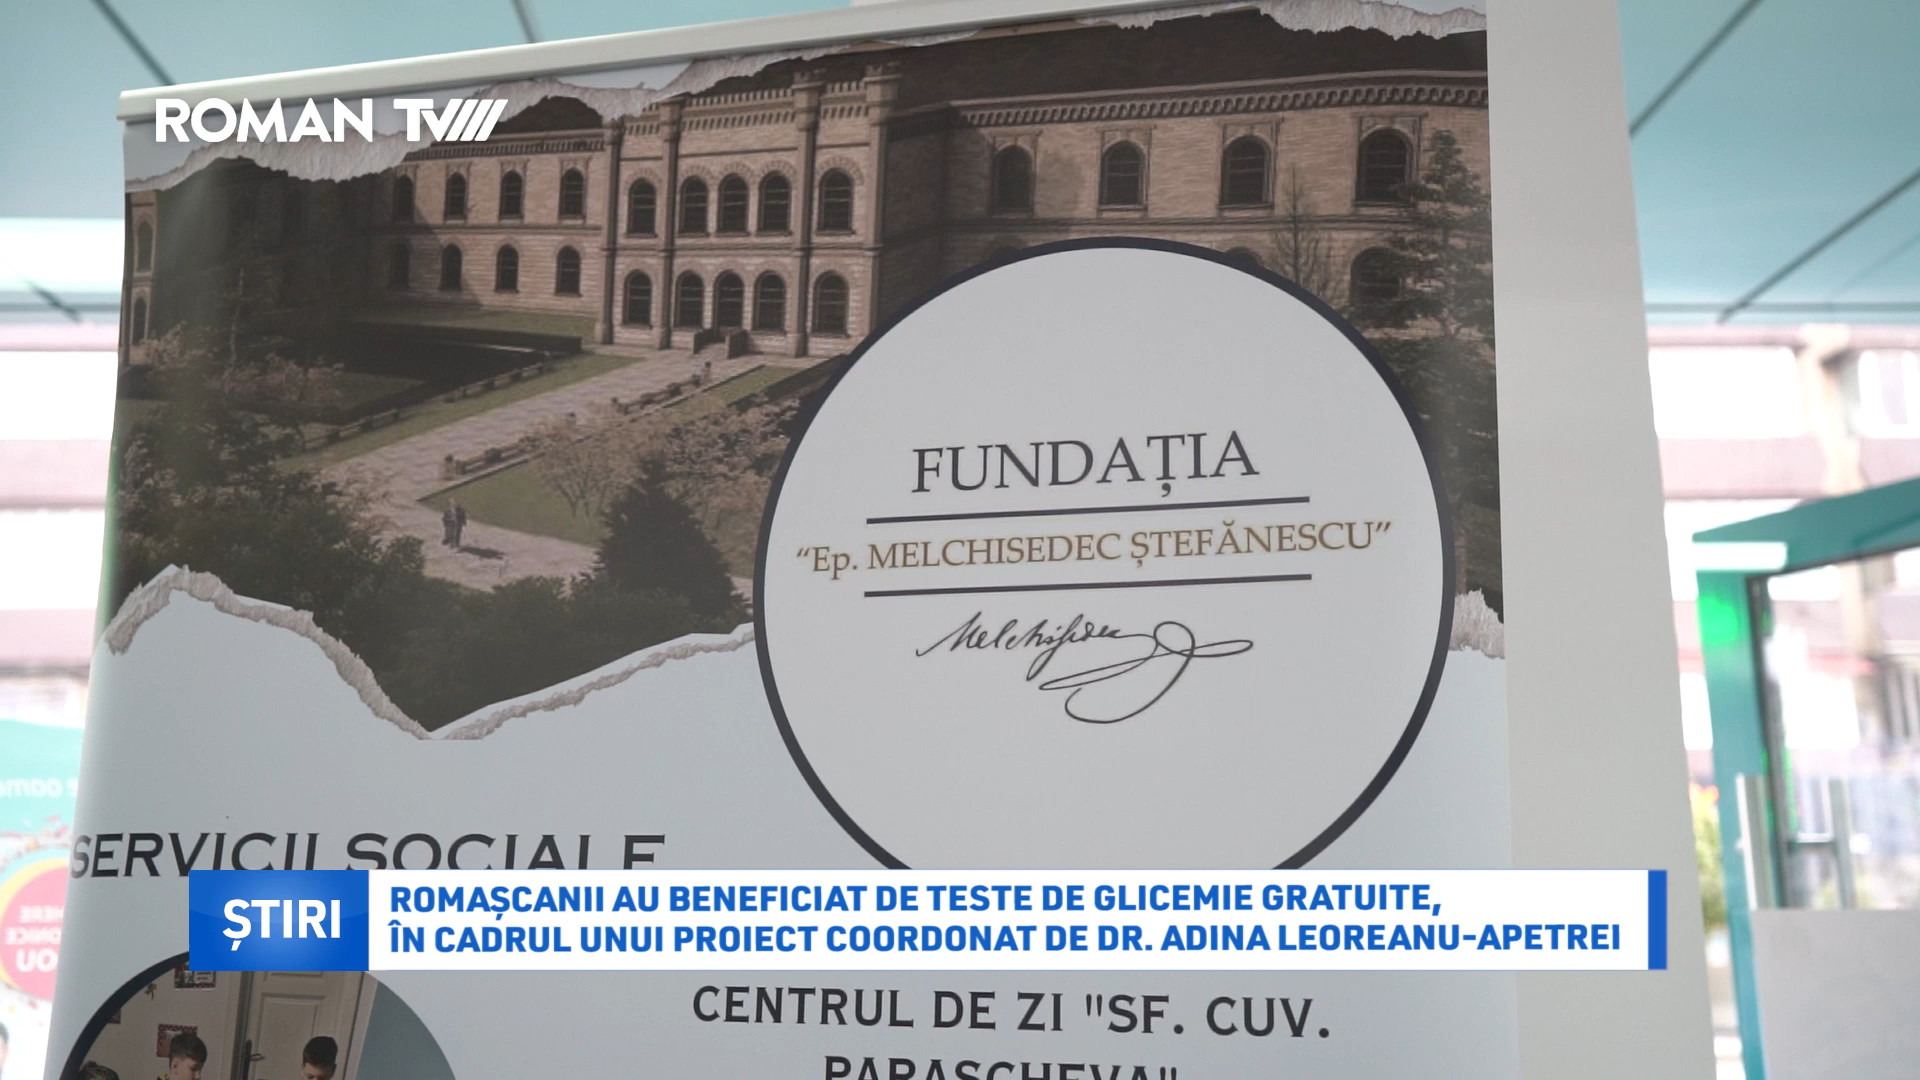 ROMAN TV
FUNDAȚIA
“Ep. MELCHISEDEC ȘTEFĂNESCU”
Melchisedec
SERVICII SOCIALE
ȘTIRI
ROMAȘCANII AU BENEFICIAT DE TESTE DE GLICEMIE GRATUITE,
ÎN CADRUL UNUI PROIECT COORDONAT DE DR. ADINA LEOREANU-APETREI
CENTRUL DE ZI "SF. CUV.
PARASCHEVA"